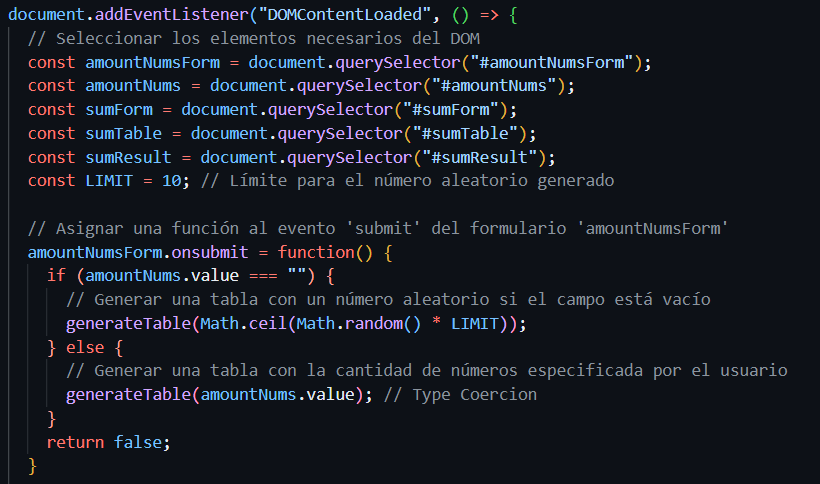 document.addEventListener("DOMContentLoaded", () => {
  // Seleccionar los elementos necesarios del DOM
  const amountNumsForm = document.querySelector("#amountNumsForm");
  const amountNums = document.querySelector("#amountNums");
  const sumForm = document.querySelector("#sumForm");
  const sumTable = document.querySelector("#sumTable");
  const sumResult = document.querySelector("#sumResult");
  const LIMIT = 10; // Límite para el número aleatorio generado

  // Asignar una función al evento 'submit' del formulario 'amountNumsForm'
  amountNumsForm.onsubmit = function() {
    if (amountNums.value === "") {
      // Generar una tabla con un número aleatorio si el campo está vacío
      generateTable(Math.ceil(Math.random() * LIMIT));
    } else {
      // Generar una tabla con la cantidad de números especificada por el usuario
      generateTable(amountNums.value); // Type Coercion
    }
    return false;
  }